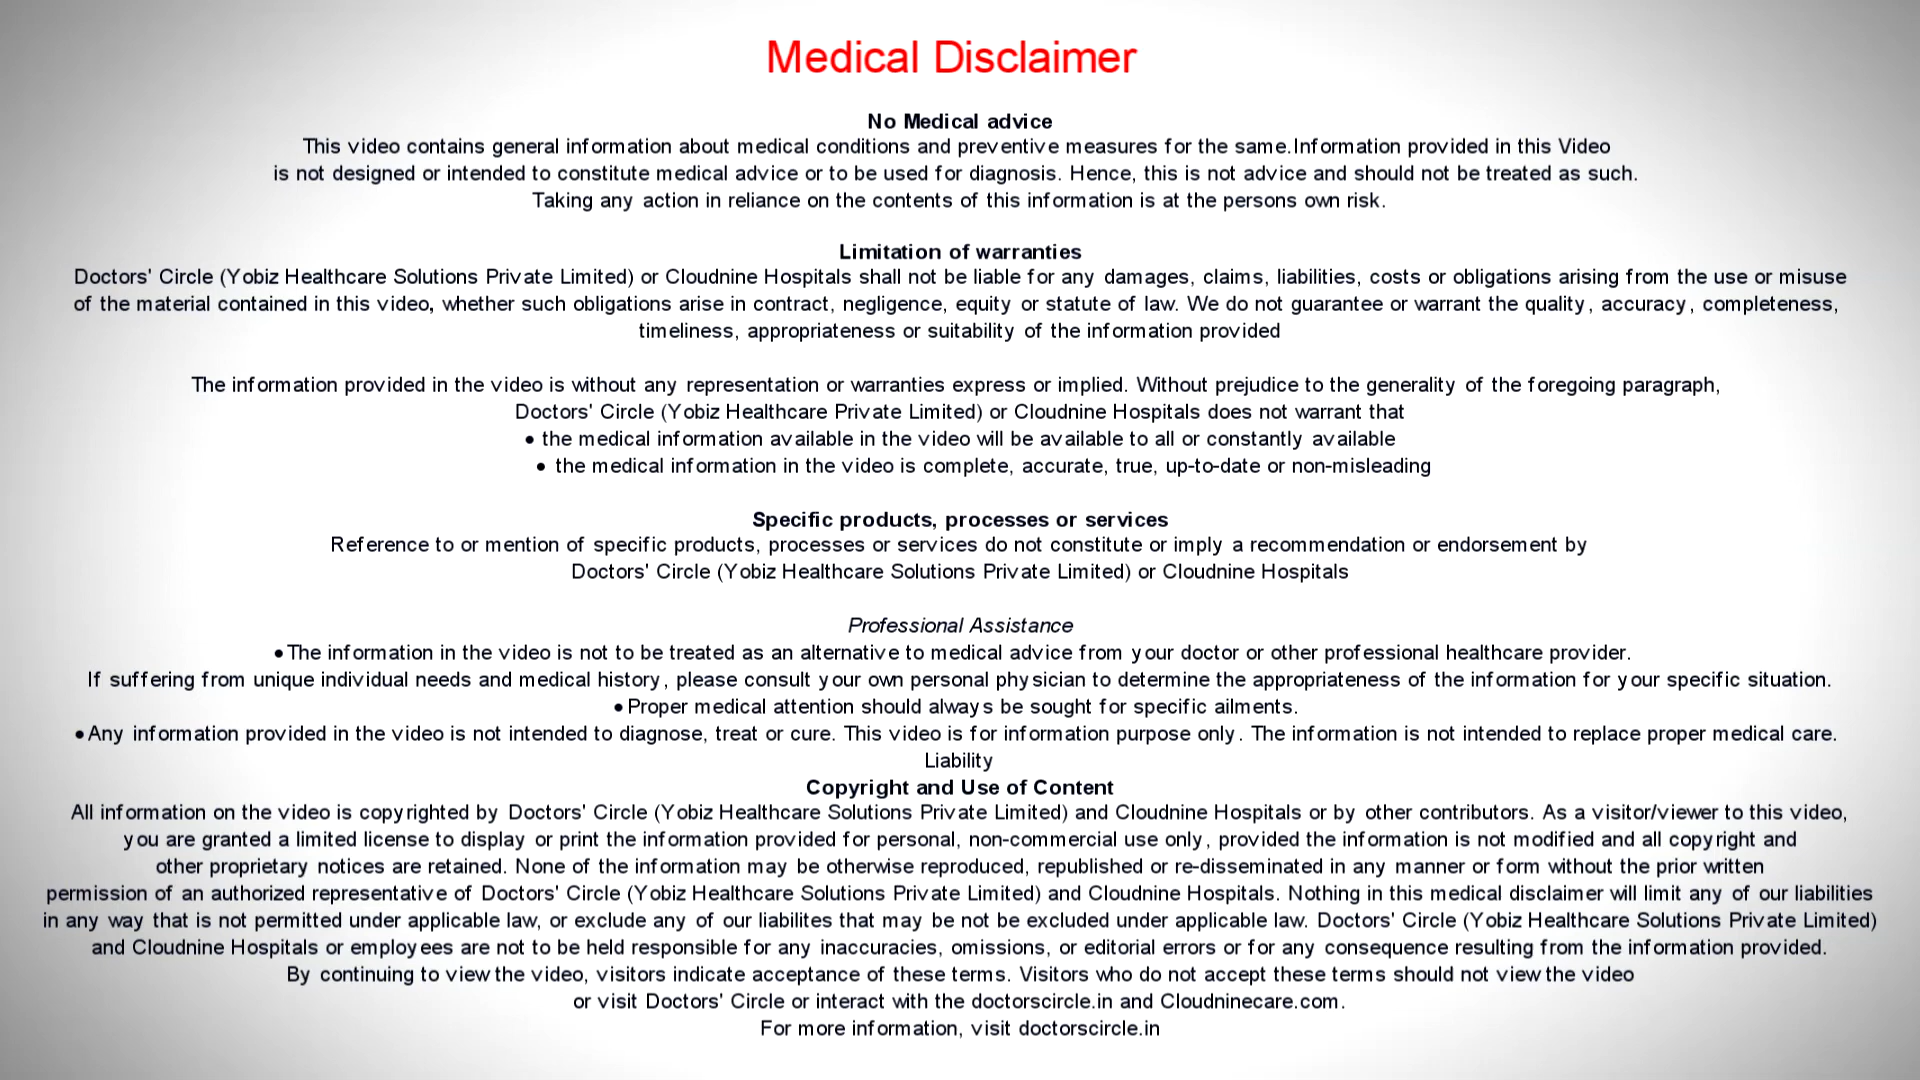 Medical Disclaimer
No Medical advice
This video contains general information about medical conditions and preventive measures for the same.Information provided in this Video
is not designed or intended to constitute medical advice or to be used for diagnosis. Hence, this is not advice and should not be treated as such.
Taking any action in reliance on the contents of this information is at the persons own risk.
Limitation of warranties
Doctors' Circle (Yobiz Healthcare Solutions Private Limited) or Cloudnine Hospitals shall not be liable for any damages, claims, liabilities, costs or obligations arising from the use or misuse
of the material contained in this video, whether such obligations arise in contract, negligence, equity or statute of law. We do not guarantee or warrant the quality, accuracy, completeness,
timeliness, appropriateness or suitability of the information provided
The information provided in the video is without any representation or warranties express or implied. Without prejudice to the generality of the foregoing paragraph,
Doctors' Circle (Yobiz Healthcare Private Limited) or Cloudnine Hospitals does not warrant that
• the medical information available in the video will be available to all or constantly available
• the medical information in the video is complete, accurate, true, up-to-date or non-misleading
Specific products, processes or services
Reference to or mention of specific products, processes or services do not constitute or imply a recommendation or endorsement by
Doctors' Circle (Yobiz Healthcare Solutions Private Limited) or Cloudnine Hospitals
Professional Assistance
•The information in the video is not to be treated as an alternative to medical advice from your doctor or other professional healthcare provider.
If suffering from unique individual needs and medical history, please consult your own personal physician to determine the appropriateness of the information for your specific situation.
•Proper medical attention should always be sought for specific ailments.
•Any information provided in the video is not intended to diagnose, treat or cure. This video is for information purpose only. The information is not intended to replace proper medical care.
Liability
Copyright and Use of Content
All information on the video is copyrighted by Doctors' Circle (Yobiz Healthcare Solutions Private Limited) and Cloudnine Hospitals or by other contributors. As a visitor/viewer to this video,
you are granted a limited license to display or print the information provided for personal, non-commercial use only, provided the information is not modified and all copyright and
other proprietary notices are retained. None of the information may be otherwise reproduced, republished or re-disseminated in any manner or form without the prior written
permission of an authorized representative of Doctors' Circle (Yobiz Healthcare Solutions Private Limited) and Cloudnine Hospitals. Nothing in this medical disclaimer will limit any of our liabilities
in any way that is not permitted under applicable law, or exclude any of our liabilites that may be not be excluded under applicable law. Doctors' Circle (Yobiz Healthcare Solutions Private Limited)
and Cloudnine Hospitals or employees are not to be held responsible for any inaccuracies, omissions, or editorial errors or for any consequence resulting from the information provided.
By continuing to view the video, visitors indicate acceptance of these terms. Visitors who do not accept these terms should not view the video
or visit Doctors' Circle or interact with the doctorscircle.in and Cloudninecare.com.
For more information, visit doctorscircle.in